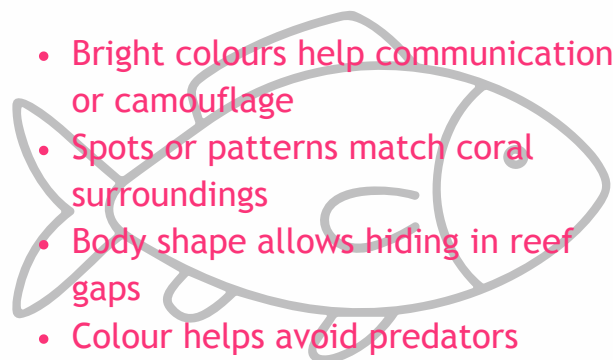 • Bright colours help communication
or camouflage
• Spots or patterns match coral
surroundings
• Body shape allows hiding in reef
gaps
• Colour helps avoid predators